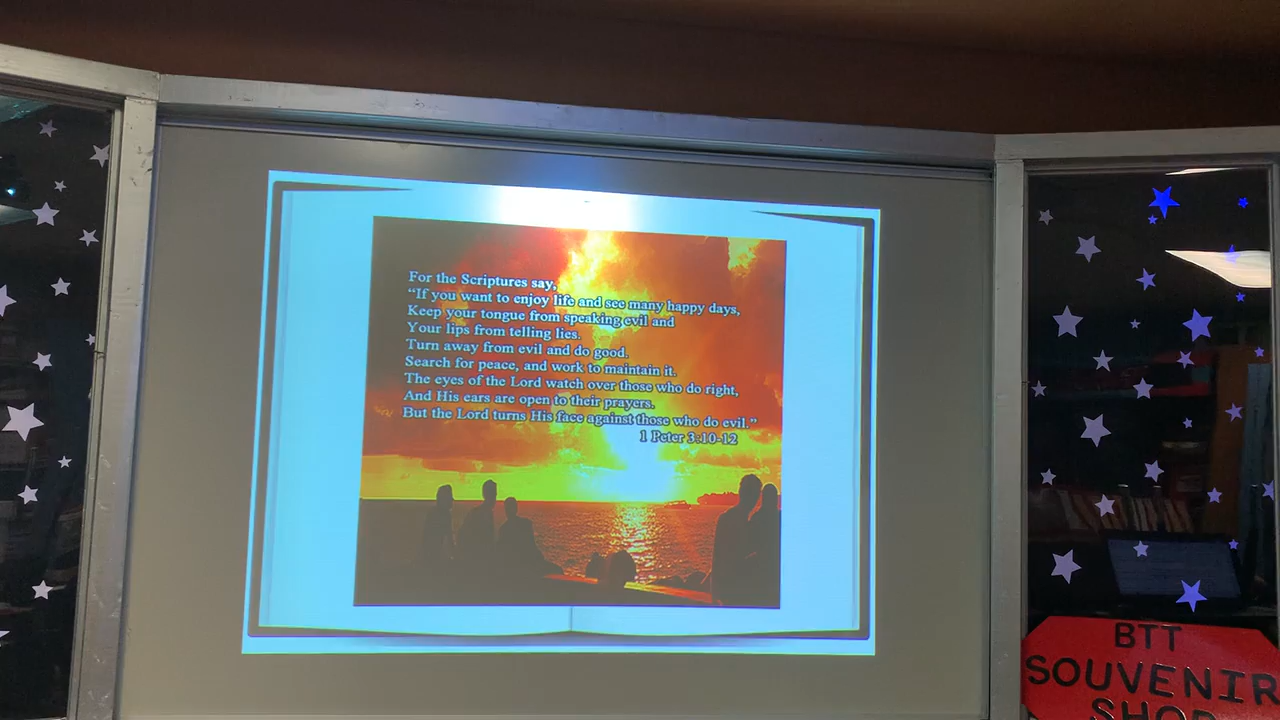 For the Scriptures say,
“If you want to enjoy life and see many happy days,
Keep your tongue from speaking evil and
Your lips from telling lies.
Turn away from evil and do good.
Search for peace, and work to maintain it.
The eyes of the Lord watch over those who do right,
And His ears are open to their prayers.
But the Lord turns His face against those who do evil.”
1 Peter 3:10-12
BTT
SOUVENIR
SHOP